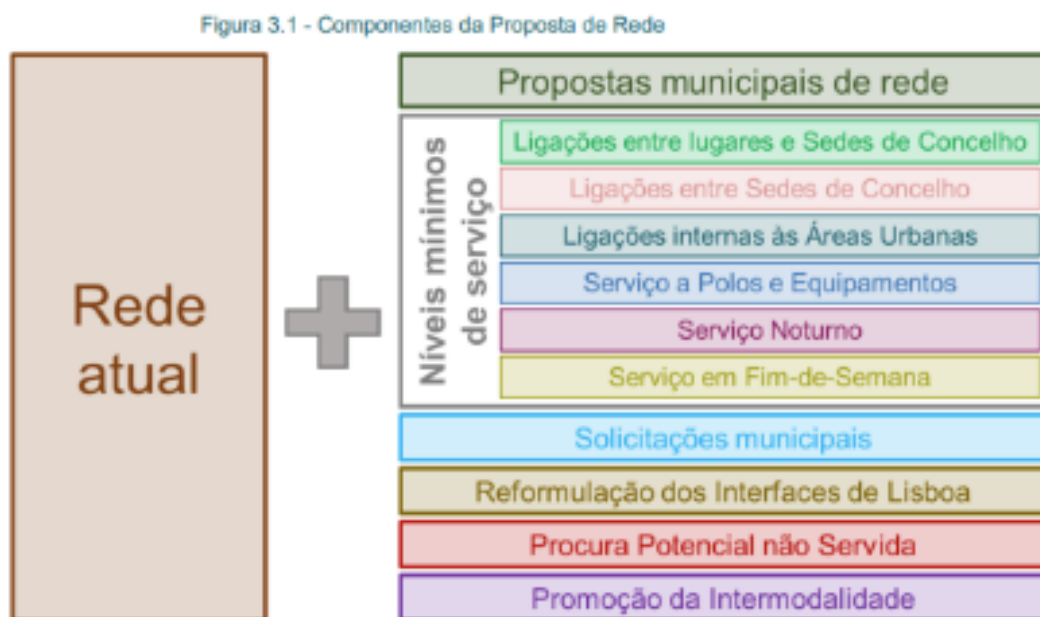 Figura 3.1 - Componentes da Proposta de Rede
Rede
atual
Propostas municipais de rede
Níveis mínimos
de serviço
Ligações entre lugares e Sedes de Concelho
Ligações entre Sedes de Concelho
Ligações internas às Áreas Urbanas
Serviço a Polos e Equipamentos
Serviço Noturno
Serviço em Fim-de-Semana
Solicitações municipais
Reformulação dos Interfaces de Lisboa
Procura Potencial não Servida
Promoção da Intermodalidade